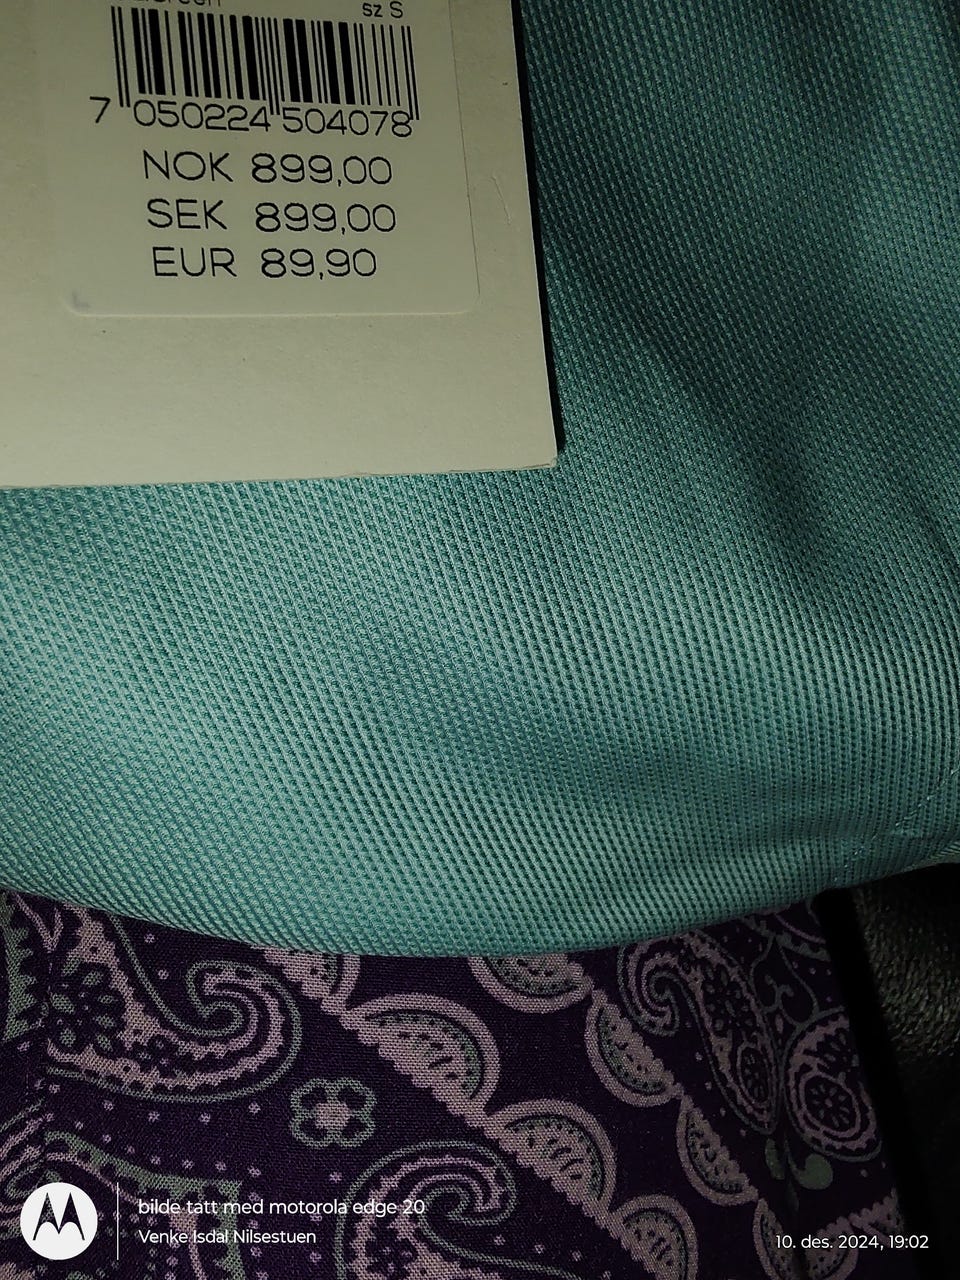 sz S
7 050224 504078
NOK 899,00
SEK 899,00
EUR 89,90
bilde tatt med motorola edge 20
Venke Isdal Nilsestuen
10. des. 2024, 19:02